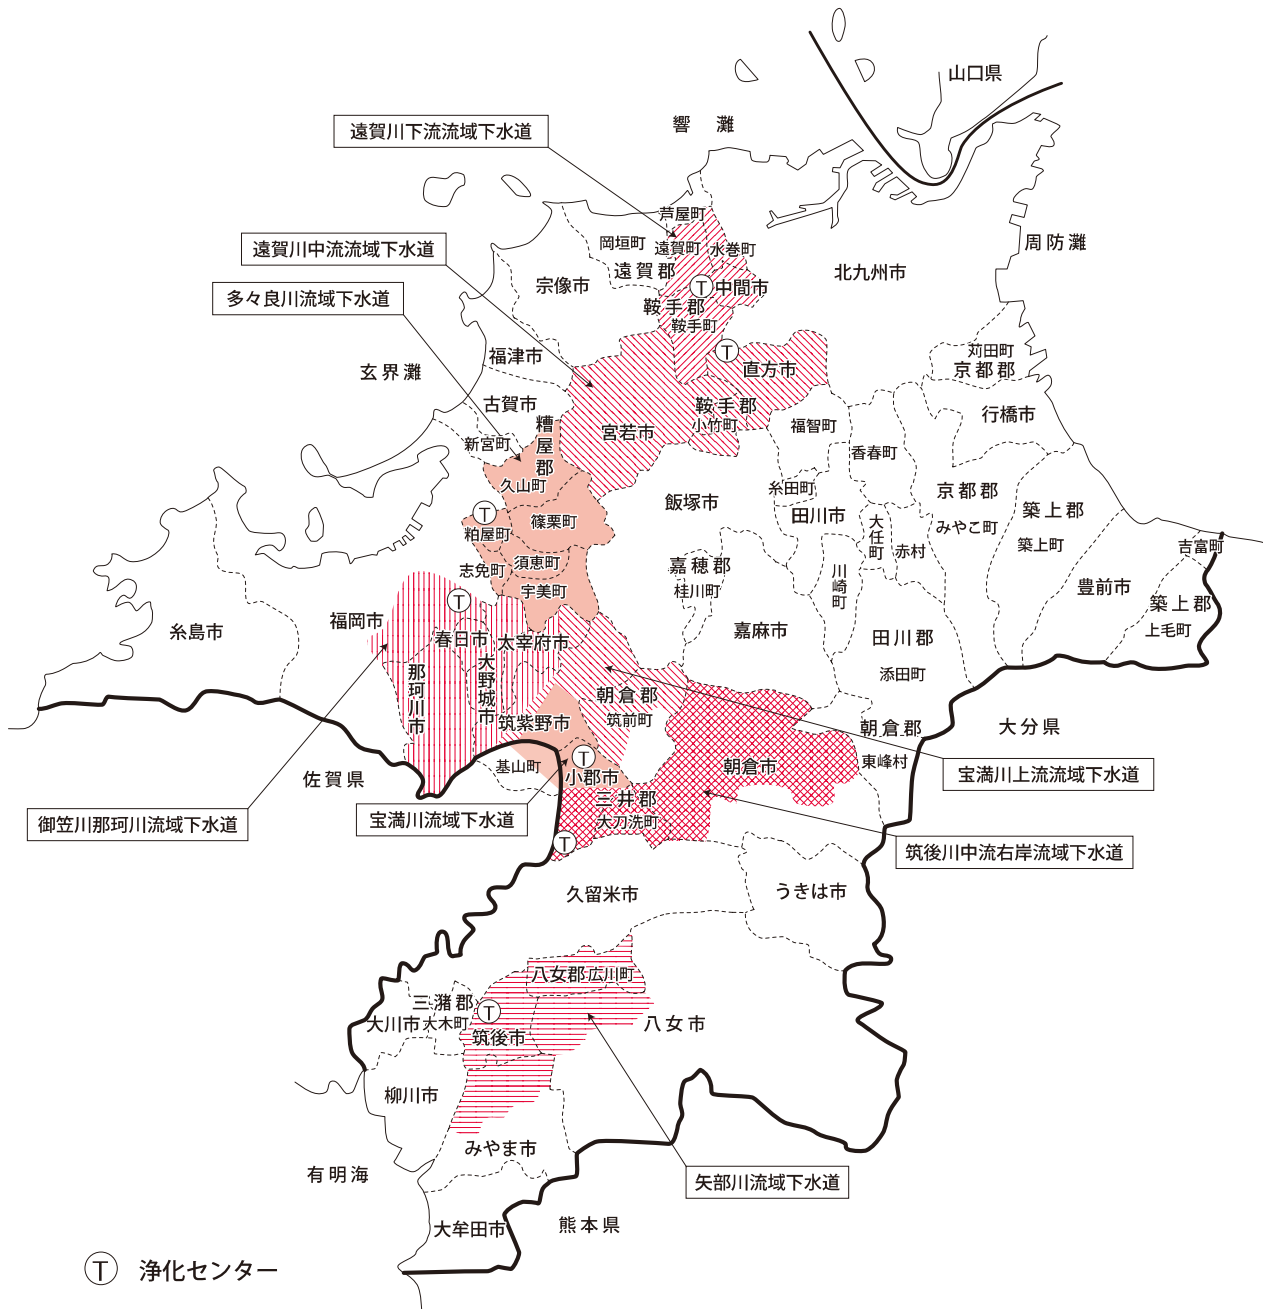 山口県
響灘
遠賀川下流流域下水道
芦屋町
岡垣町
遠賀町
水巻町
周防灘
遠賀川中流流域下水道
遠賀郡
北九州市
宗像市
T
中間市
多々良川流域下水道
鞍手郡
鞍手町
福津市
T
苅田町
京都郡
玄界灘
直方市
古賀市
鞍手郡
小竹町
行橋市
糟屋郡
新宮町
宮若市
福智町
香春町
久山町
飯塚市
糸田町
京都郡
T
篠栗町
田川市
大任町
みやこ町
築上郡
粕屋町
赤村
築上町
吉富町
志免町
須恵町
嘉穂郡
川崎町
宇美町
桂川町
豊前市
T
築上郡
福岡市
糸島市
春日市
太宰府市
嘉麻市
田川郡
上毛町
那珂川市
大野城市
添田町
朝倉郡
筑紫野市
筑前町
朝倉郡
大分県
T
基山町
小郡市
朝倉市
東峰村
佐賀県
宝満川上流流域下水道
三井郡
大刀洗町
御笠川那珂川流域下水道
宝満川流域下水道
T
筑後川中流右岸流域下水道
久留米市
うきは市
八女郡
広川町
三潴郡
T
大川市
大木町
筑後市
八女市
柳川市
みやま市
有明海
矢部川流域下水道
大牟田市
熊本県
T 浄化センター